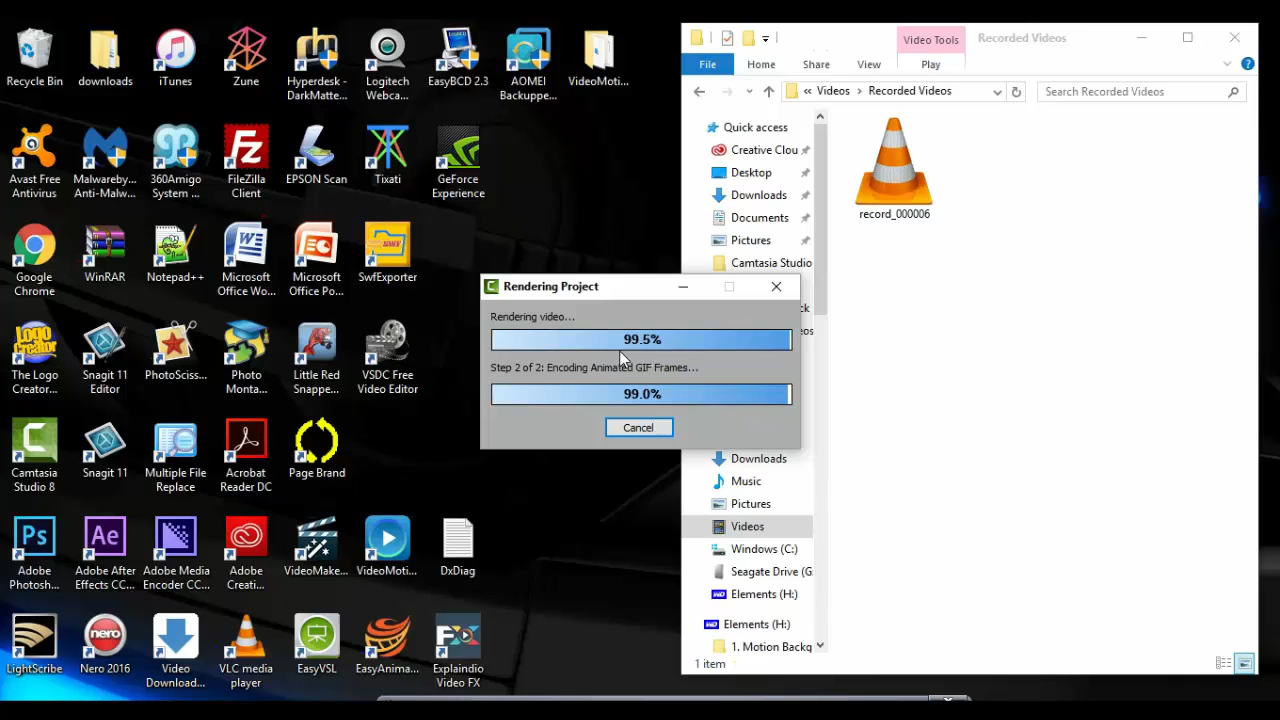 Recycle Bin
downloads
iTunes
Zune
Hyperdesk -
DarkMatte...
Logitech
Webca...
EasyBCD 2.3
AOMEI
Backuppe...
VideoMoti...
Avast Free
Antivirus
Malwareby...
Anti-Malw...
360Amigo
System ...
FileZilla
Client
EPSON Scan
Tixati
GeForce
Experience
Google
Chrome
WinRAR
Notepad++
Microsoft
Office Wo...
Microsoft
Office Po...
SwfExporter
The Logo
Creator...
Snagit 11
Editor
PhotoSciss...
Photo
Monta...
Little Red
Snappe...
VSDC Free
Video Editor
Camtasia
Studio 8
Snagit 11
Multiple File
Replace
Acrobat
Reader DC
Page Brand
Adobe
Photosh...
Adobe After
Effects CC...
Adobe Media
Encoder CC...
Adobe
Creati...
VideoMake...
VideoMoti...
DxDiag
LightScribe
Nero 2016
Video
Download...
VLC media
player
EasyVSL
EasyAnima...
Explaindio
Video FX
Video Tools
Recorded Videos
File
Home
Share
View
Play
« Videos > Recorded Videos
Search Recorded Videos
Quick access
Creative Clou
Desktop
Downloads
Documents
Pictures
Camtasia Studio
Downloads
Music
Pictures
Videos
Windows (C:)
Seagate Drive (G
Elements (H:)
Elements (H:)
1. Motion Backg
record_000006
1 item
Rendering Project
Rendering video...
99.5%
Step 2 of 2: Encoding Animated GIF Frames...
99.0%
Cancel